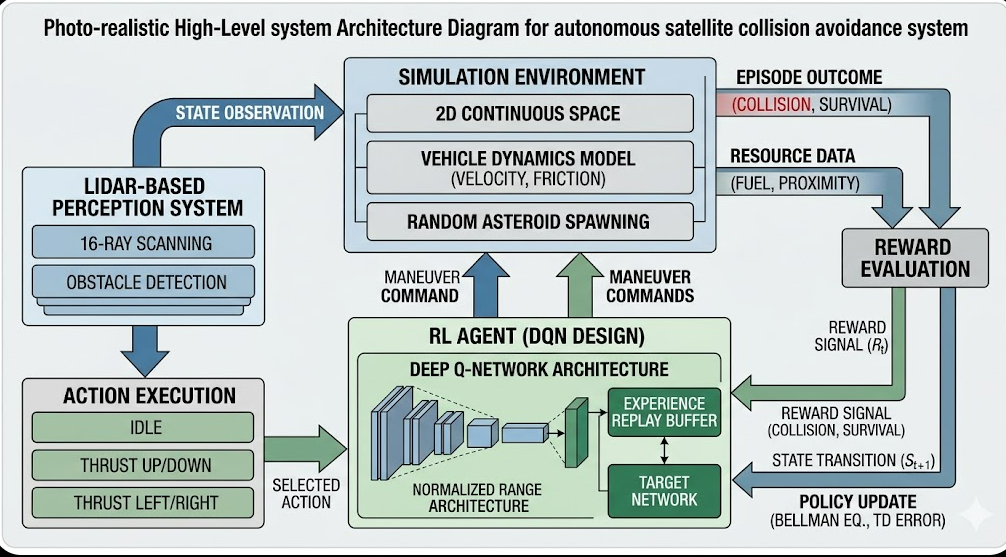 Photo-realistic High-Level system Architecture Diagram for autonomous satellite collision avoidance system
STATE OBSERVATION
SIMULATION ENVIRONMENT
2D CONTINUOUS SPACE
VEHICLE DYNAMICS MODEL
(VELOCITY, FRICTION)
RANDOM ASTEROID SPAWNING
EPISODE OUTCOME
(COLLISION, SURVIVAL)
RESOURCE DATA
(FUEL, PROXIMITY)
LIDAR-BASED
PERCEPTION SYSTEM
16-RAY SCANNING
OBSTACLE DETECTION
REWARD
EVALUATION
MANEUVER
COMMAND
MANEUVER
COMMANDS
ACTION EXECUTION
IDLE
THRUST UP/DOWN
THRUST LEFT/RIGHT
SELECTED
ACTION
RL AGENT (DQN DESIGN)
DEEP Q-NETWORK ARCHITECTURE
NORMALIZED RANGE
ARCHITECTURE
EXPERIENCE
REPLAY BUFFER
TARGET
NETWORK
REWARD
SIGNAL (Rt)
REWARD SIGNAL
(COLLISION, SURVIVAL)
STATE TRANSITION (St+1)
POLICY UPDATE
(BELLMAN EQ., TD ERROR)